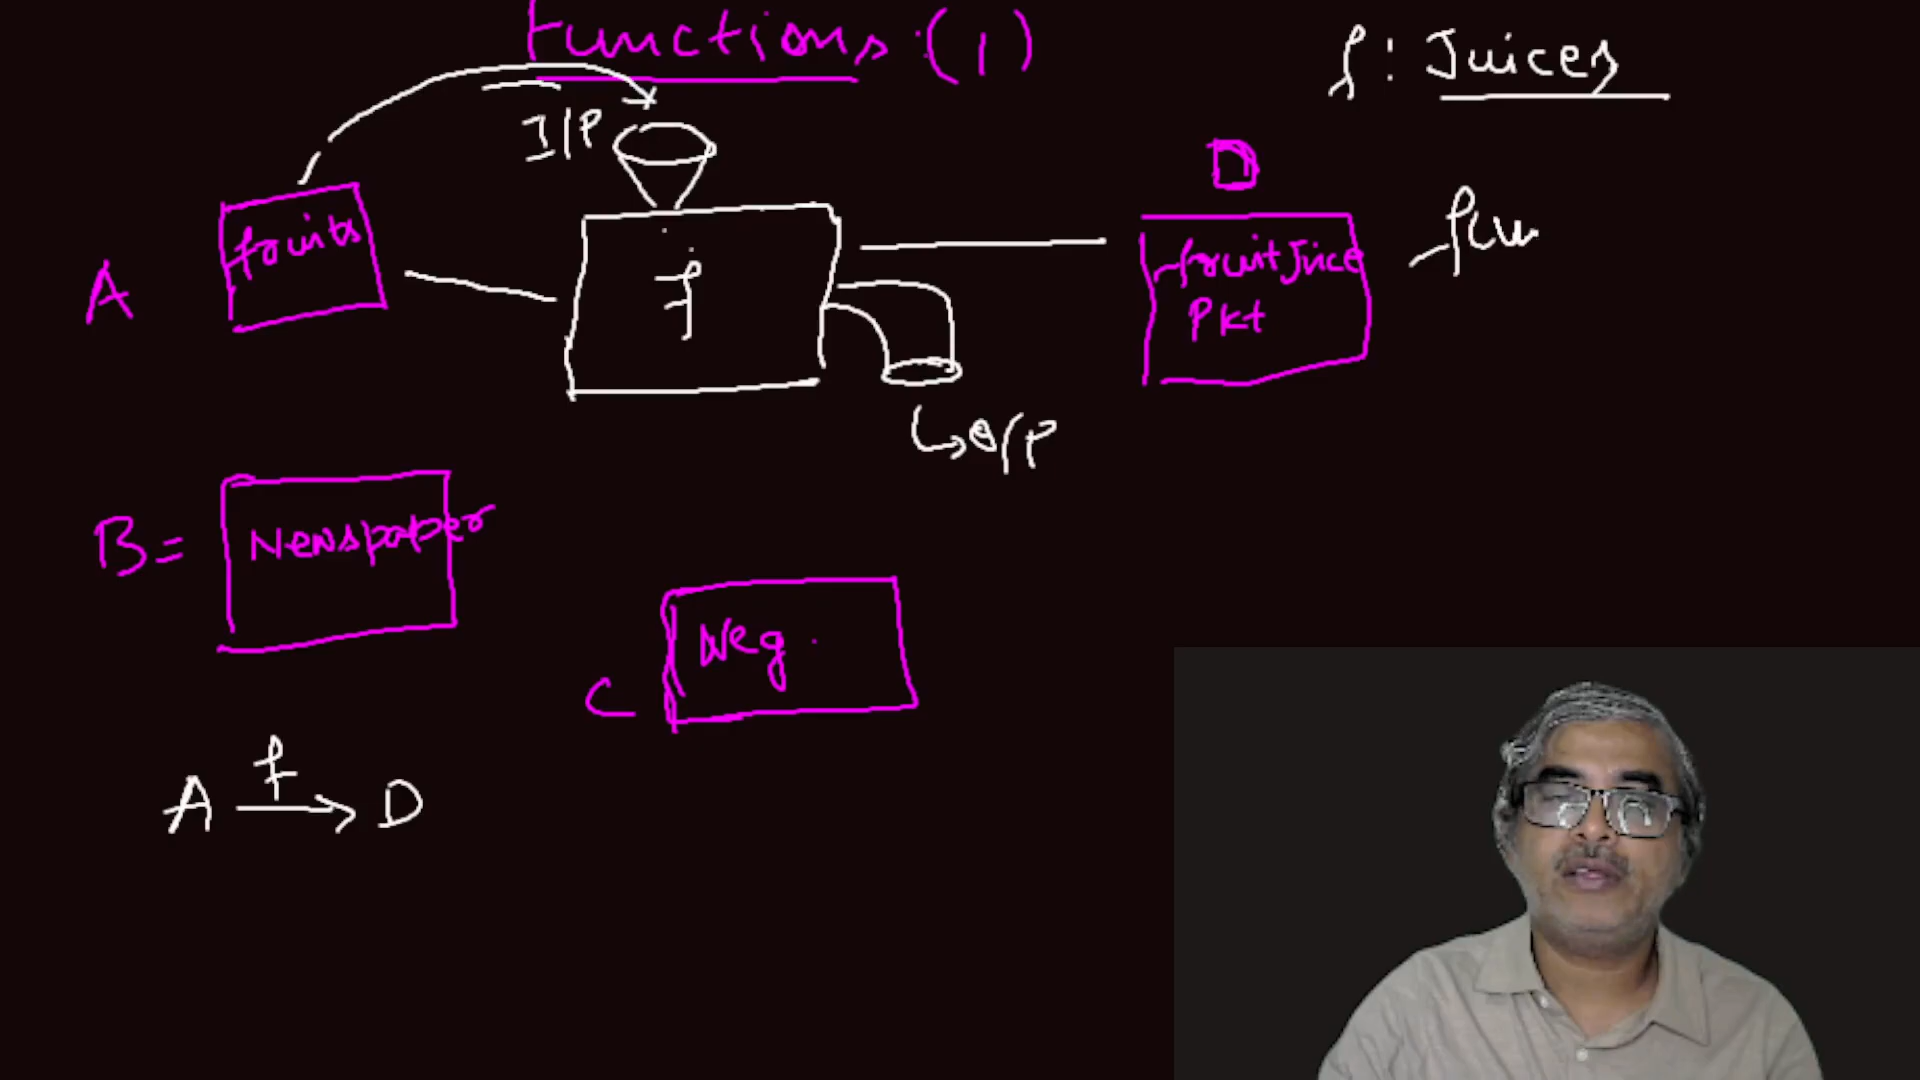 Functions: (1)
f: Juices
I/P
D
A
fruits
f
fruit Juice
Pkt
O/P
B=
Newspaper
C
Veg.
A f→ D